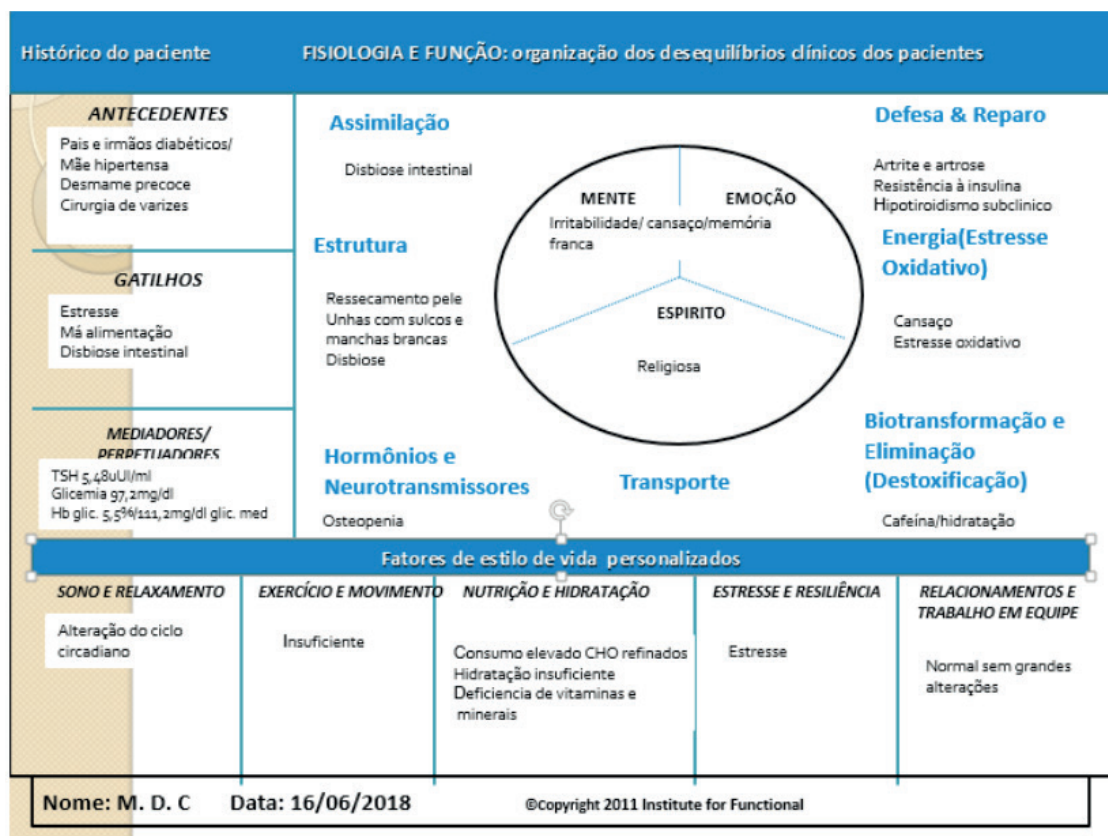 Histórico do paciente
FISIOLOGIA E FUNÇÃO: organização dos desequilíbrios clínicos dos pacientes
ANTECEDENTES
Pais e irmãos diabéticos/
Mãe hipertensa
Desmame precoce
Cirurgia de varizes
GATILHOS
Estresse
Má alimentação
Disbiose intestinal
MEDIADORES/
PERPETUADORES
TSH 5,48uUI/ml
Glicemia 97,2mg/dl
Hb glic. 5,5%/111,2mg/dl glic. med
Assimilação
Disbiose intestinal
Estrutura
Ressecamento pele
Unhas com sulcos e
manchas brancas
Disbiose
Hormônios e
Neurotransmissores
Osteopenia
MENTE
EMOÇÃO
Irritabilidade/ cansaço/memória
franca
ESPIRITO
Religiosa
Transporte
Defesa & Reparo
Artrite e artrose
Resistência à insulina
Hipotiroidismo subclinico
Energia(Estresse
Oxidativo)
Cansaço
Estresse oxidativo
Biotransformação e
Eliminação
(Destoxificação)
Cafeína/hidratação
Fatores de estilo de vida personalizados
SONO E RELAXAMENTO
Alteração do ciclo
circadiano
EXERCÍCIO E MOVIMENTO
Insuficiente
NUTRIÇÃO E HIDRATAÇÃO
Consumo elevado CHO refinados
Hidratação insuficiente
Deficiencia de vitaminas e
minerais
ESTRESSE E RESILIÊNCIA
Estresse
RELACIONAMENTOS E
TRABALHO EM EQUIPE
Normal sem grandes
alterações
Nome: M. D. C Data: 16/06/2018 ©Copyright 2011 Institute for Functional